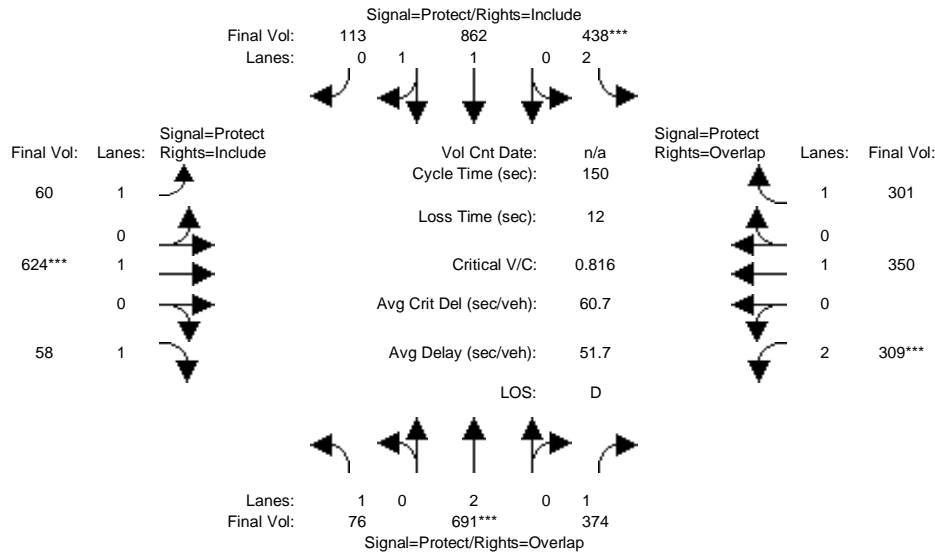 Signal=Protect/Rights=Include
Final Vol: 113 862 438***
Lanes: 0 1 1 0 2
Signal=Protect
Final Vol: Lanes: Rights=Include
Vol Cnt Date: n/a
Signal=Protect
Rights=Overlap Lanes: Final Vol:
Cycle Time (sec): 150
60 1
1 301
Loss Time (sec): 12
0
0
624*** 1
Critical V/C: 0.816
1 350
0
Avg Crit Del (sec/veh): 60.7
0
58 1
Avg Delay (sec/veh): 51.7
2 309***
LOS: D
Lanes: 1 0 2 0 1
Final Vol: 76 691*** 374
Signal=Protect/Rights=Overlap